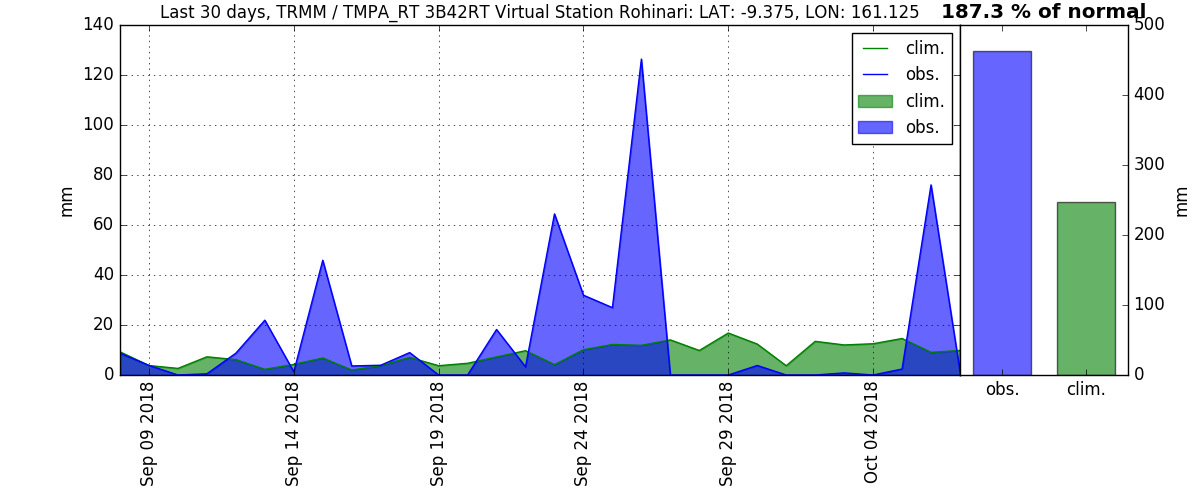 Last 30 days, TRMM / TMPA_RT 3B42RT Virtual Station Rohinari: LAT: -9.375, LON: 161.125
187.3 % of normal
140
120
100
80
60
40
20
0
mm
Sep 09 2018
Sep 14 2018
Sep 19 2018
Sep 24 2018
Sep 29 2018
Oct 04 2018
clim.
obs.
clim.
obs.
500
400
300
200
100
0
mm
obs.
clim.